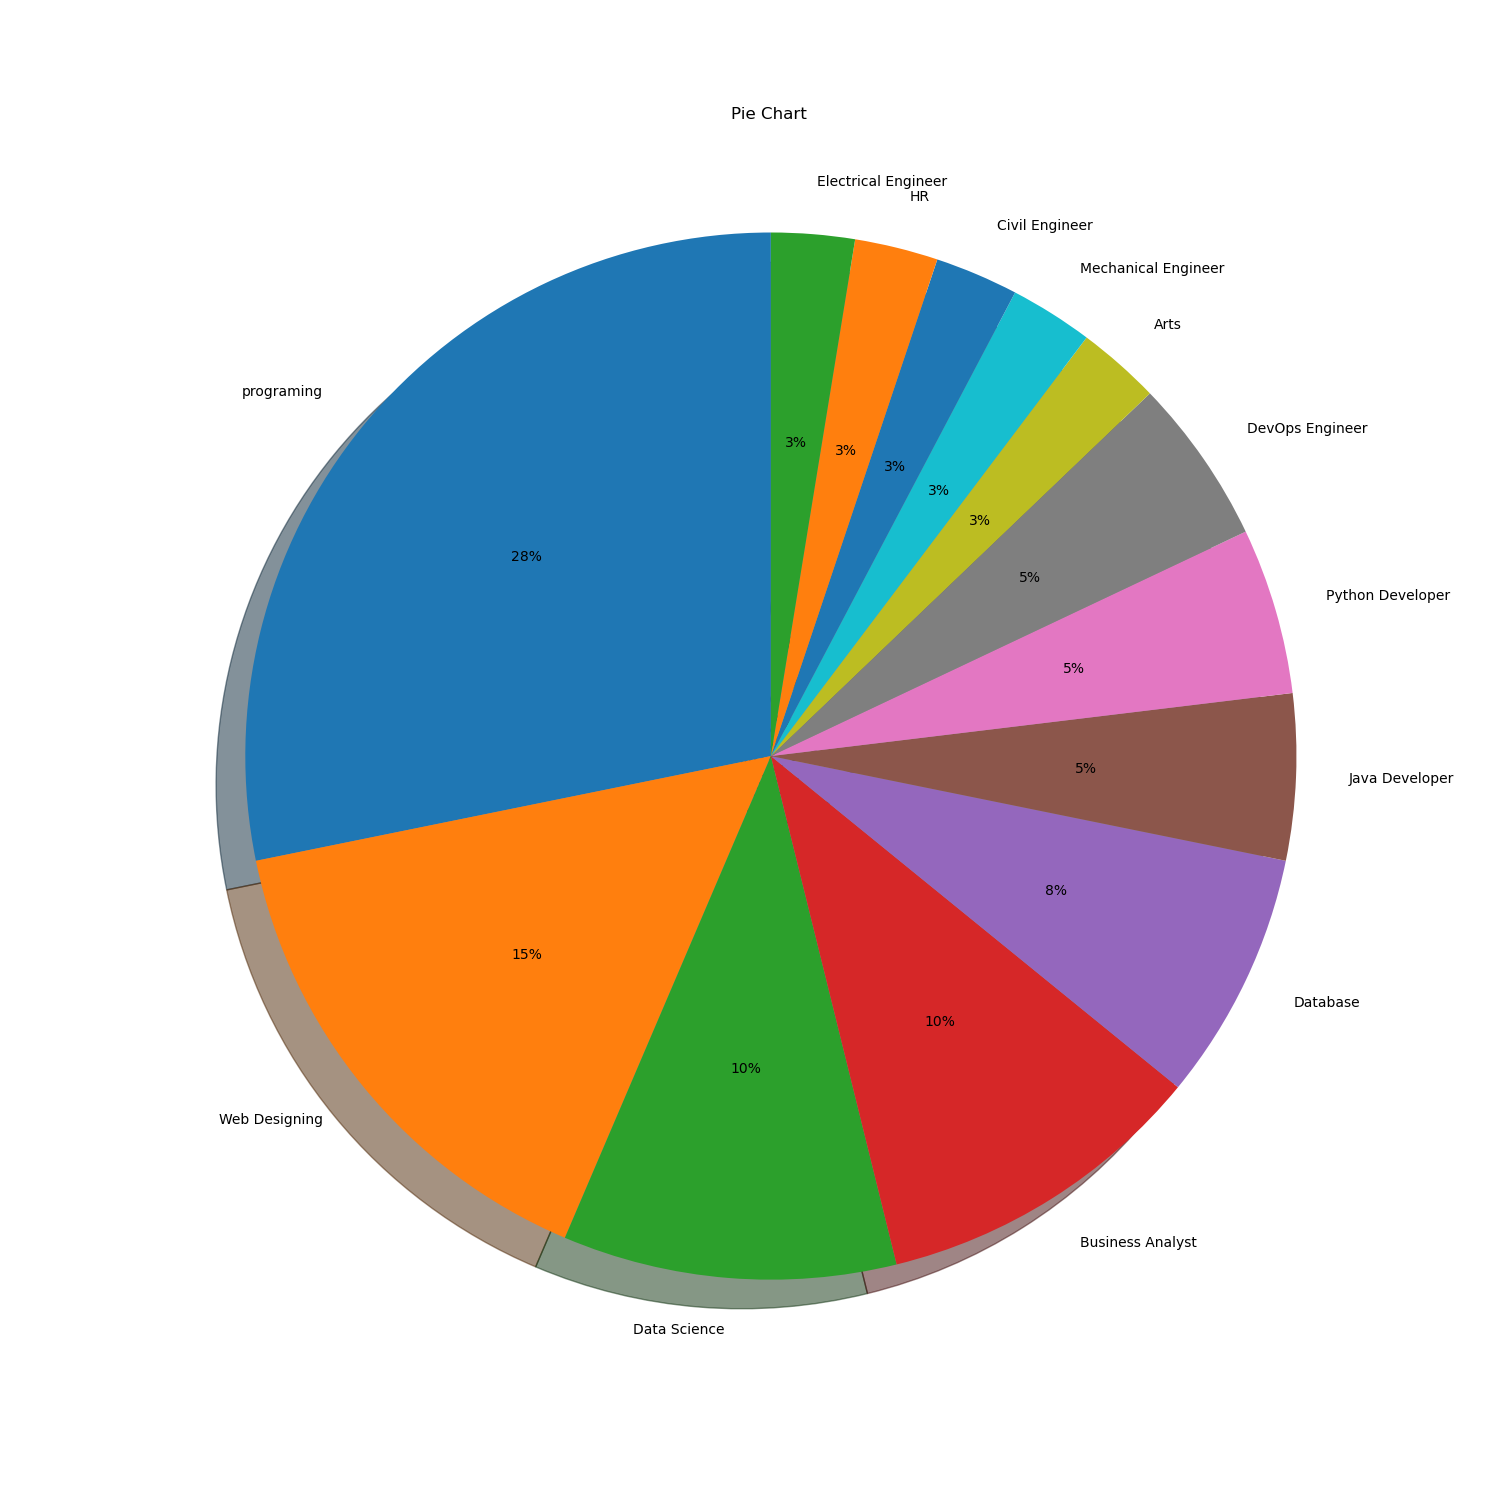 Pie Chart
Electrical Engineer
HR
Civil Engineer
Mechanical Engineer
Arts
DevOps Engineer
Python Developer
Java Developer
Database
Business Analyst
Data Science
Web Designing
programing
3%
3%
3%
3%
3%
5%
5%
5%
8%
10%
10%
15%
28%